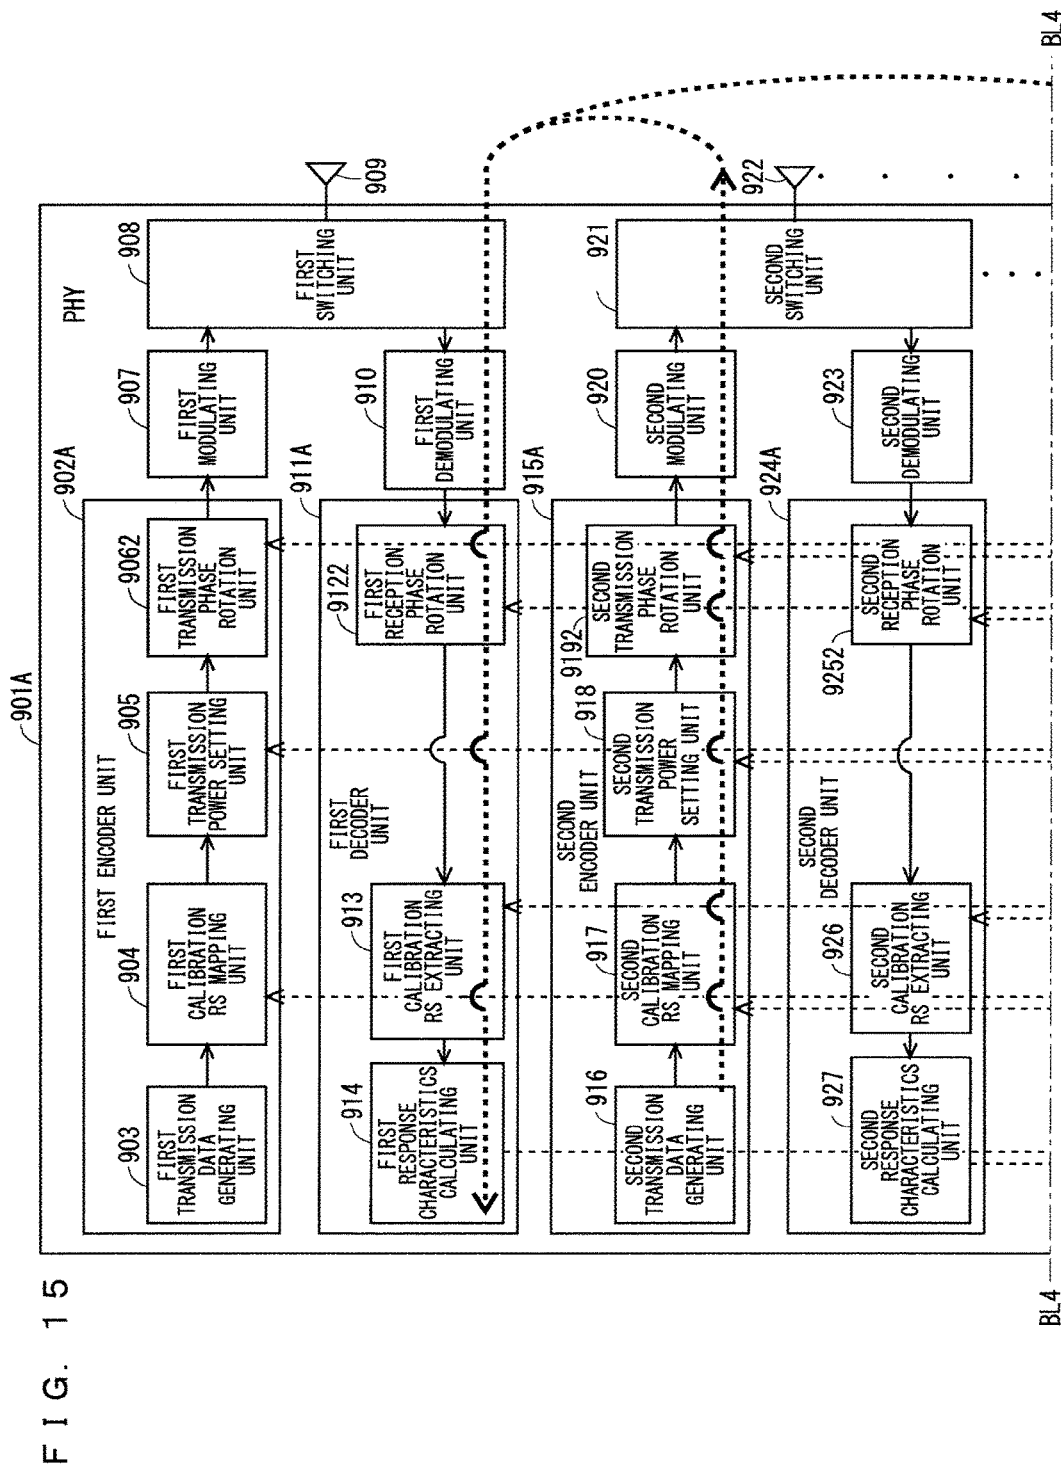 FIG. 15
901A
PHY
902A
FIRST ENCODER UNIT
903
FIRST
TRANSMISSION
DATA
GENERATING
UNIT
904
FIRST
CALIBRATION
RS MAPPING
UNIT
905
FIRST
TRANSMISSION
POWER SETTING
UNIT
9062
FIRST
TRANSMISSION
PHASE
ROTATION
UNIT
907
FIRST
MODULATING
UNIT
908
FIRST
SWITCHING
UNIT
909
911A
FIRST
DECODER
UNIT
914
FIRST
RESPONSE
CHARACTERISTICS
CALCULATING
UNIT
913
FIRST
CALIBRATION
RS EXTRACTING
UNIT
9122
FIRST
RECEPTION
PHASE
ROTATION
UNIT
910
FIRST
DEMODULATING
UNIT
915A
SECOND
ENCODER UNIT
916
SECOND
TRANSMISSION
DATA
GENERATING
UNIT
917
SECOND
CALIBRATION
RS MAPPING
UNIT
918
SECOND
TRANSMISSION
POWER
SETTING UNIT
9192
SECOND
TRANSMISSION
PHASE
ROTATION
UNIT
920
SECOND
MODULATING
UNIT
921
SECOND
SWITCHING
UNIT
922
924A
SECOND
DECODER UNIT
927
SECOND
RESPONSE
CHARACTERISTICS
CALCULATING
UNIT
926
SECOND
CALIBRATION
RS EXTRACTING
UNIT
9252
SECOND
RECEPTION
PHASE
ROTATION
UNIT
923
SECOND
DEMODULATING
UNIT
BL4
BL4